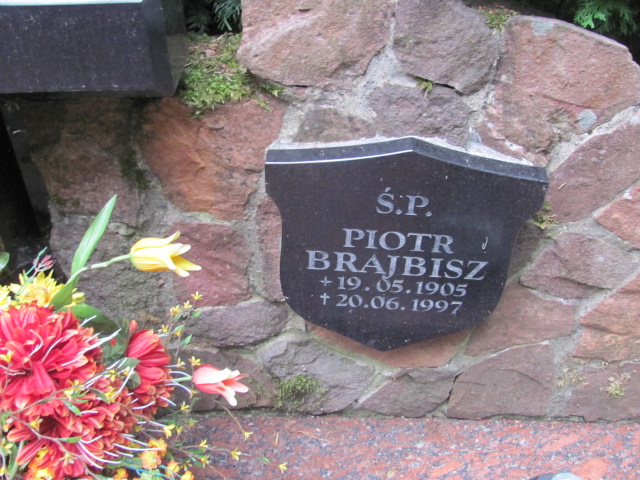 Ś.P.
PIOTR
BRAJBISZ
+ 19.05.1905
+ 20.06.1997